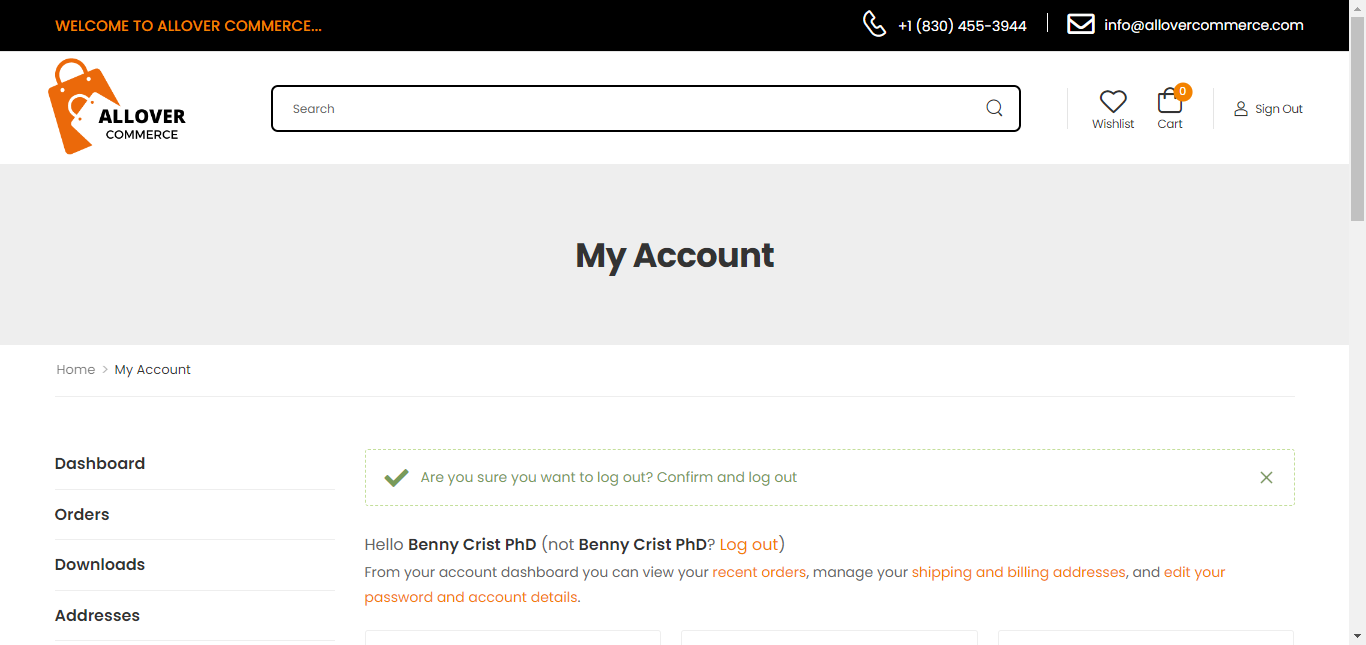 WELCOME TO ALLOVER COMMERCE...
+1 (830) 455-3944
info@allovercommerce.com
ALLOVER
COMMERCE
Search
Wishlist
0
Cart
Sign Out
My Account
Home > My Account
Dashboard
Orders
Downloads
Addresses
Are you sure you want to log out? Confirm and log out
Hello Benny Crist PhD (not Benny Crist PhD? Log out)
From your account dashboard you can view your recent orders, manage your shipping and billing addresses, and edit your
password and account details.